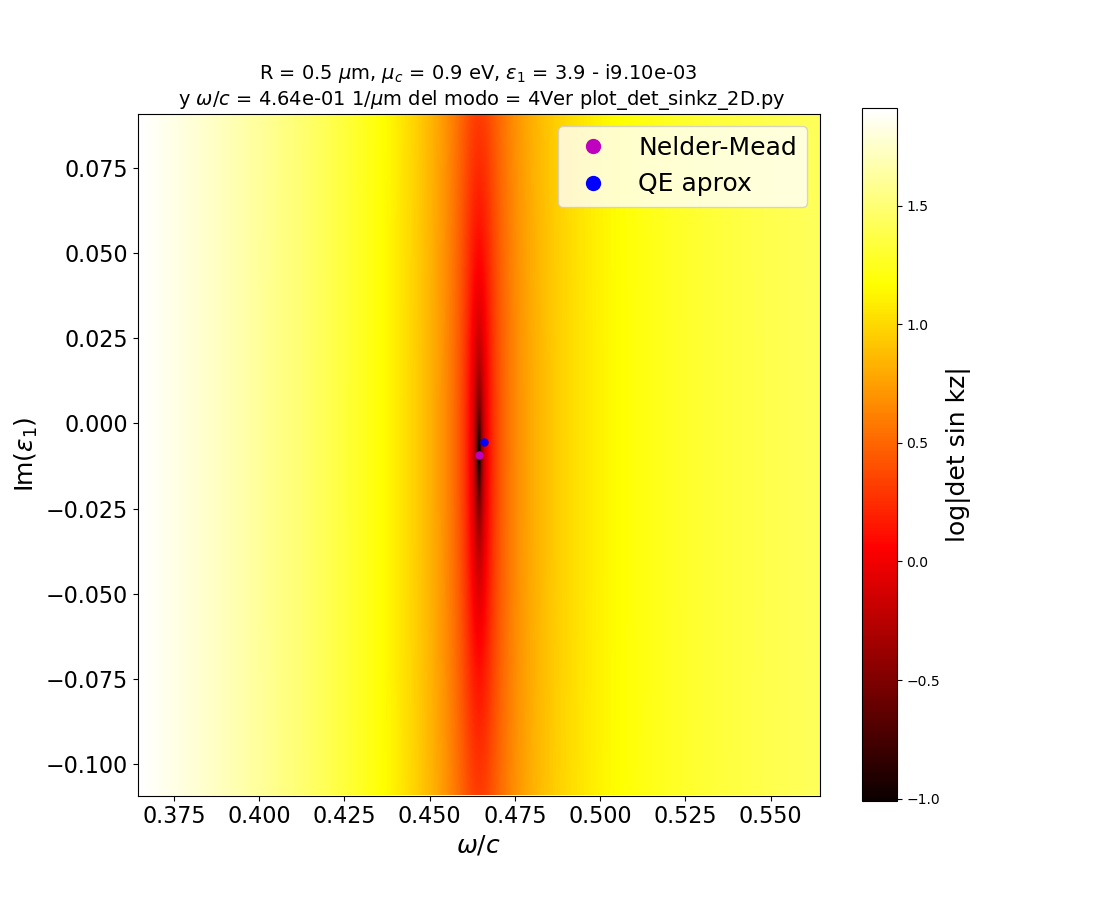 R = 0.5 μm, μc = 0.9 eV, ε1 = 3.9 - i9.10e-03
y ω/c = 4.64e-01 1/μm del modo = 4Ver plot_det_sinkz_2D.py
Nelder-Mead
QE aprox
0.075
0.050
0.025
0.000
−0.025
−0.050
−0.075
−0.100
Im(ε1)
0.375 0.400 0.425 0.450 0.475 0.500 0.525 0.550
ω/c
1.5
1.0
0.5
0.0
−0.5
−1.0
log|det sin kz|